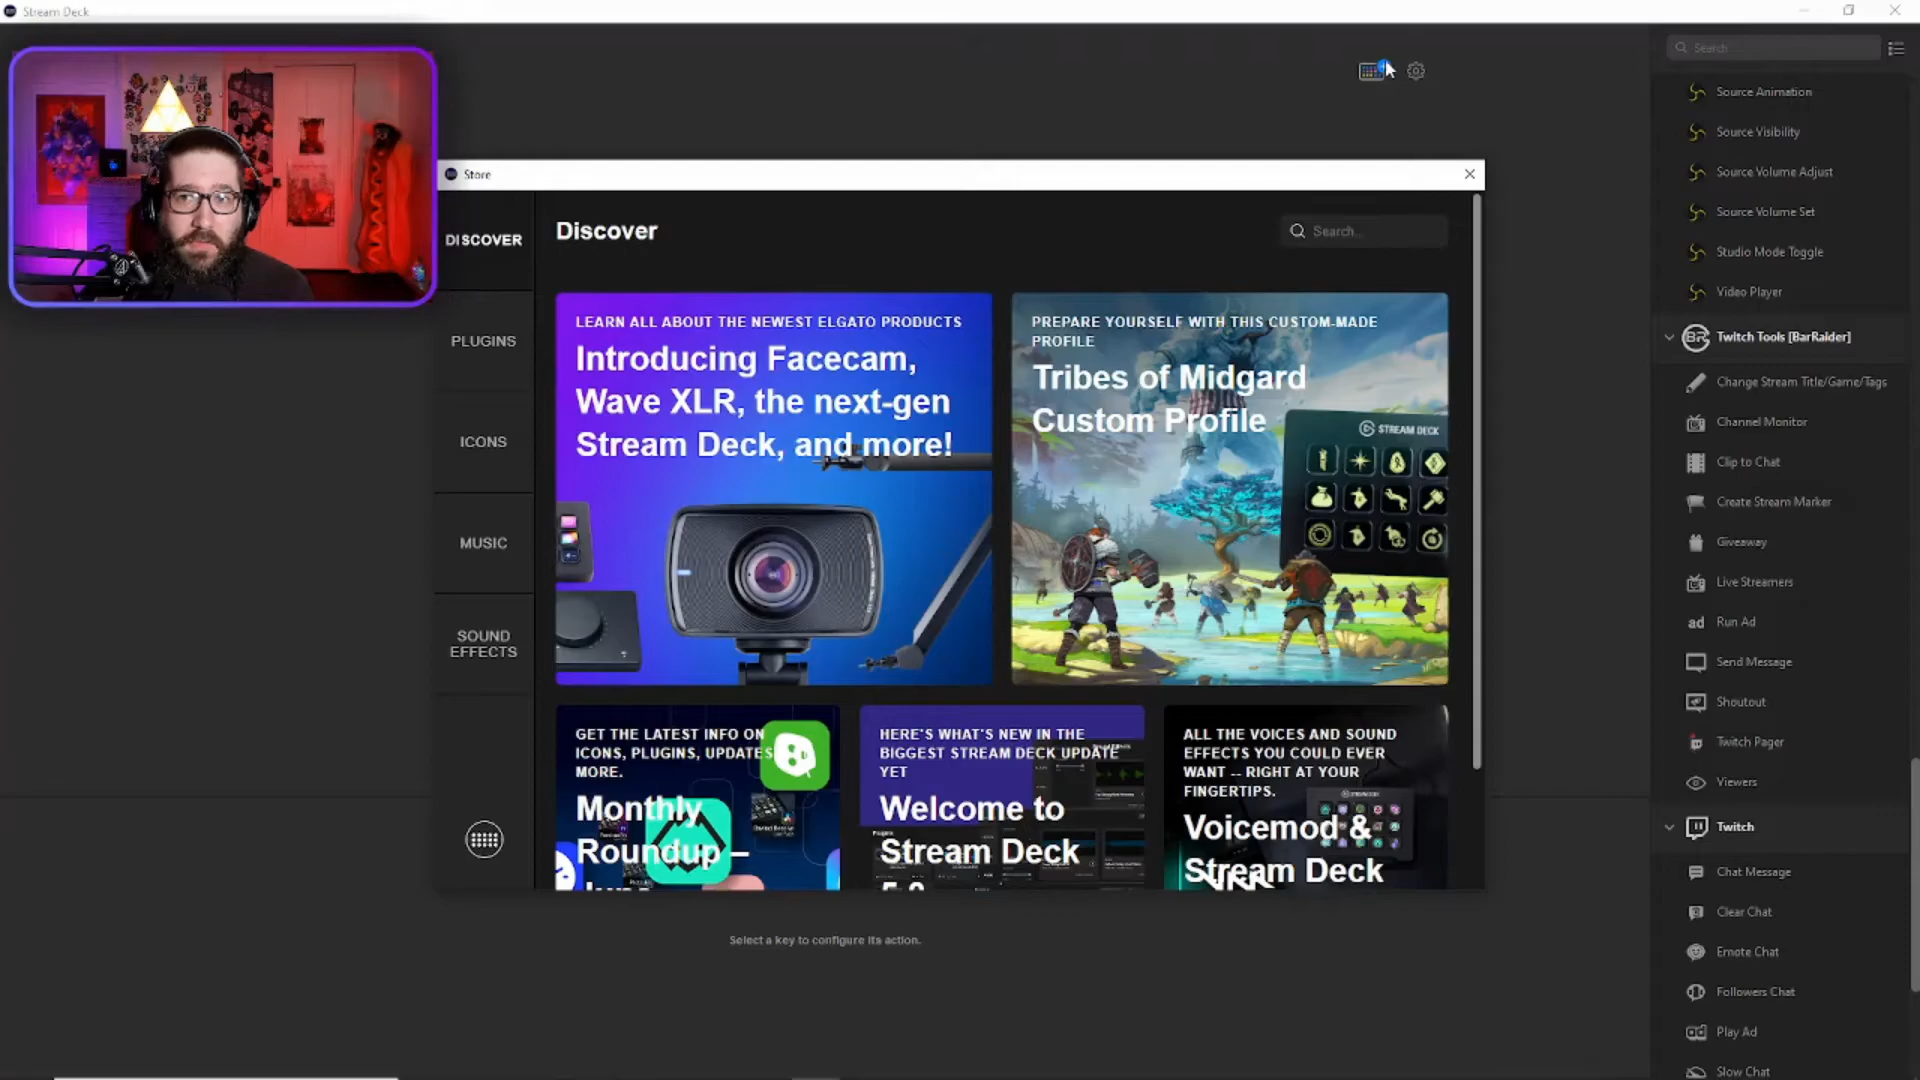 Stream Deck
Search...
Store
DISCOVER
PLUGINS
ICONS
MUSIC
SOUND
EFFECTS
Discover
Search...
LEARN ALL ABOUT THE NEWEST ELGATO PRODUCTS
Introducing Facecam,
Wave XLR, the next-gen
Stream Deck, and more!
PREPARE YOURSELF WITH THIS CUSTOM-MADE
PROFILE
Tribes of Midgard
Custom Profile
STREAM DECK
GET THE LATEST INFO ON
ICONS, PLUGINS, UPDATES
MORE.
Monthly
Roundup –
HERE'S WHAT'S NEW IN THE
BIGGEST STREAM DECK UPDATE
YET
Welcome to
Stream Deck
ALL THE VOICES AND SOUND
EFFECTS YOU COULD EVER
WANT -- RIGHT AT YOUR
FINGERTIPS.
Voicemod &
Stream Deck
Select a key to configure its action.
Source Animation
Source Visibility
Source Volume Adjust
Source Volume Set
Studio Mode Toggle
Video Player
BR Twitch Tools [BarRaider]
Change Stream Title/Game/Tags
Channel Monitor
Clip to Chat
Create Stream Marker
Giveaway
Live Streamers
ad Run Ad
Send Message
Shoutout
Twitch Pager
Viewers
Twitch
Chat Message
Clear Chat
Emote Chat
Followers Chat
Play Ad
Slow Chat